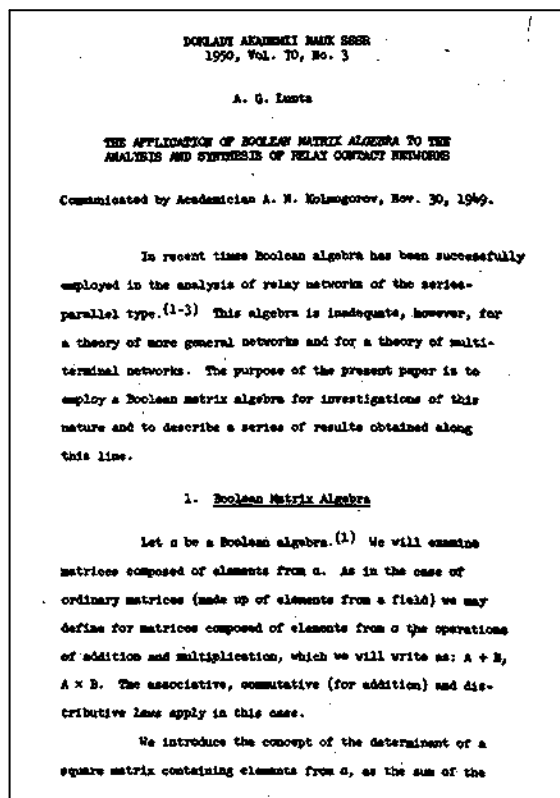 DOKLADY AKADEMII NAUK SSSR
1950, Vol. 70, No. 3
A. G. Lunts
THE APPLICATION OF BOOLEAN MATRIX ALGEBRA TO THE
ANALYSIS AND SYNTHESIS OF RELAY CONTACT NETWORKS
Communicated by Academician A. N. Kolmogorov, Nov. 30, 1949.
In recent times Boolean algebra has been successfully
employed in the analysis of relay networks of the series-
parallel type.(1-3) This algebra is inadequate, however, for
a theory of more general networks and for a theory of multi-
terminal networks. The purpose of the present paper is to
employ a Boolean matrix algebra for investigations of this
nature and to describe a series of results obtained along
this line.
1. Boolean Matrix Algebra
Let α be a Boolean algebra.(1) We will examine
matrices composed of elements from α. As in the case of
ordinary matrices (made up of elements from a field) we may
define for matrices composed of elements from α the operations
of addition and multiplication, which we will write as: A + B,
A × B. The associative, commutative (for addition) and dis-
tributive laws apply in this case.
We introduce the concept of the determinant of a
square matrix containing elements from α, as the sum of the